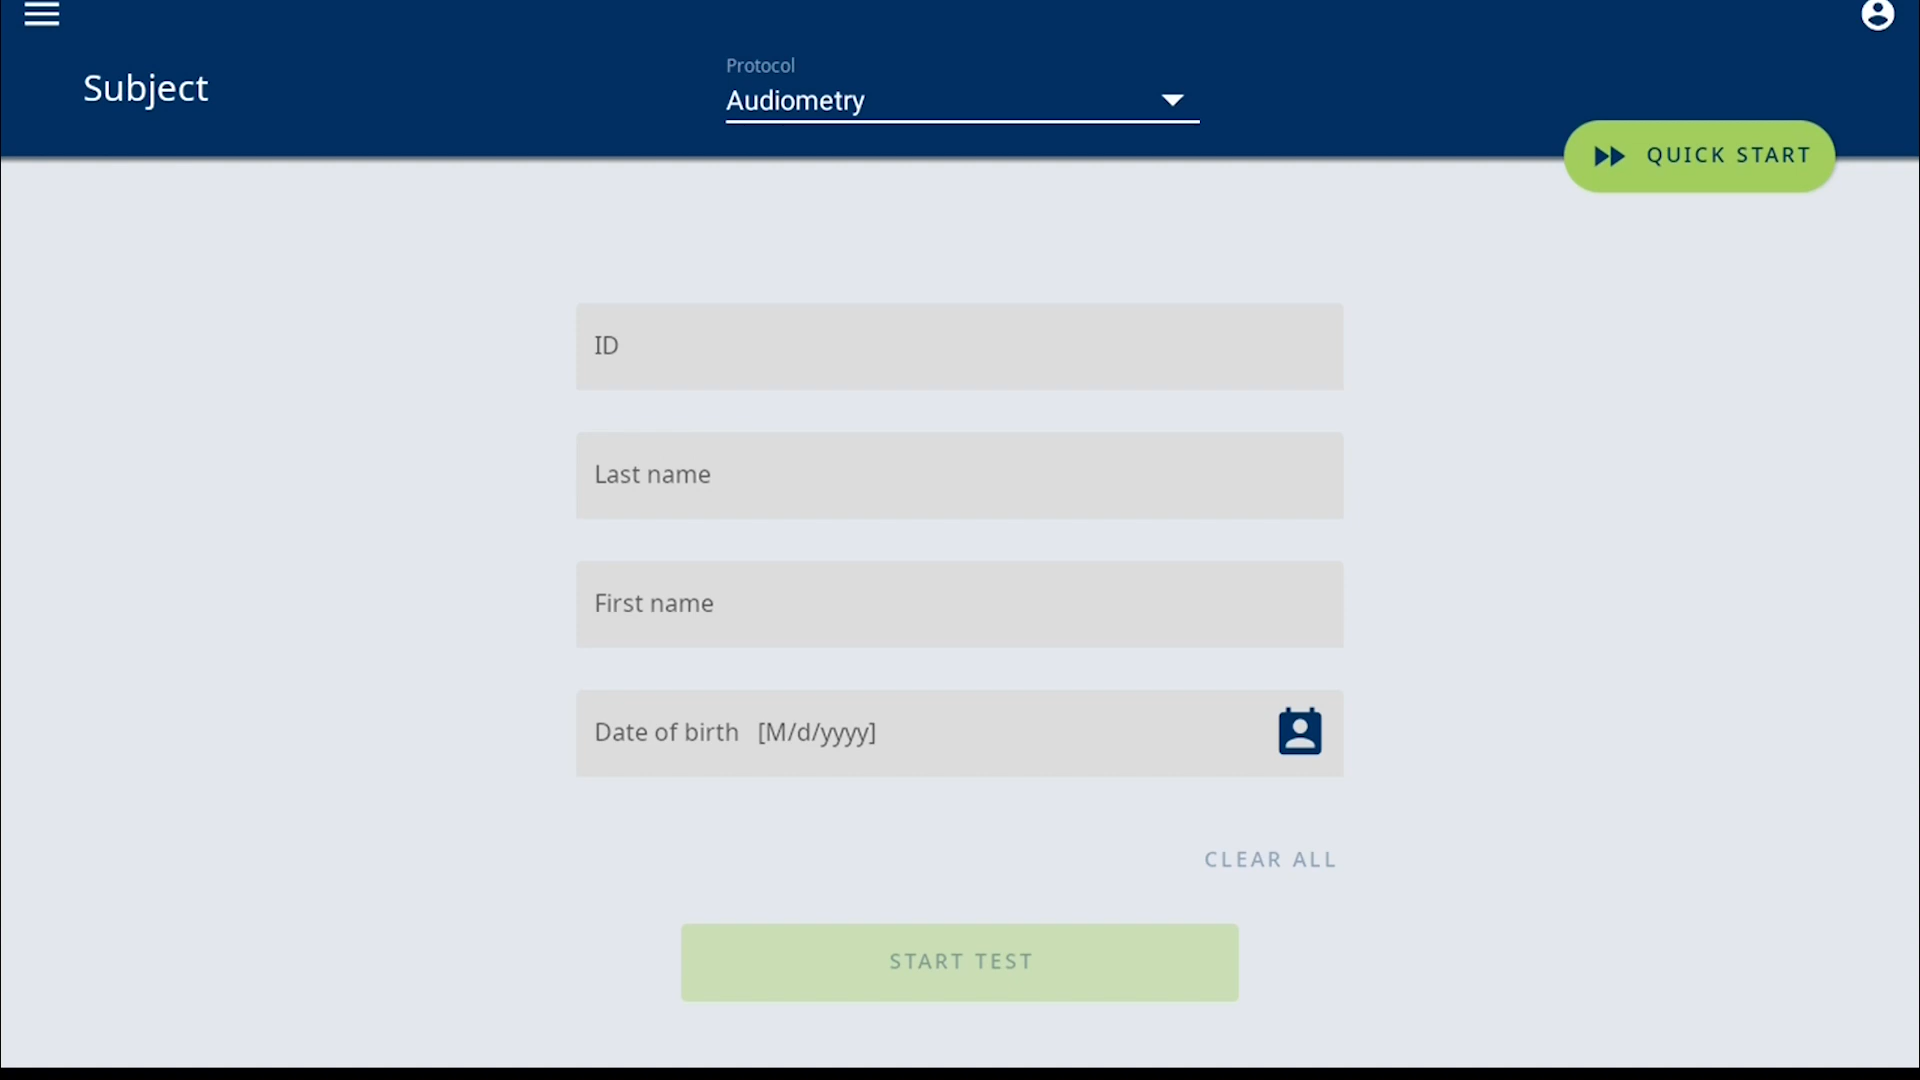 Subject
Protocol
Audiometry
QUICK START
ID
Last name
First name
Date of birth [M/d/yyyy]
CLEAR ALL
START TEST